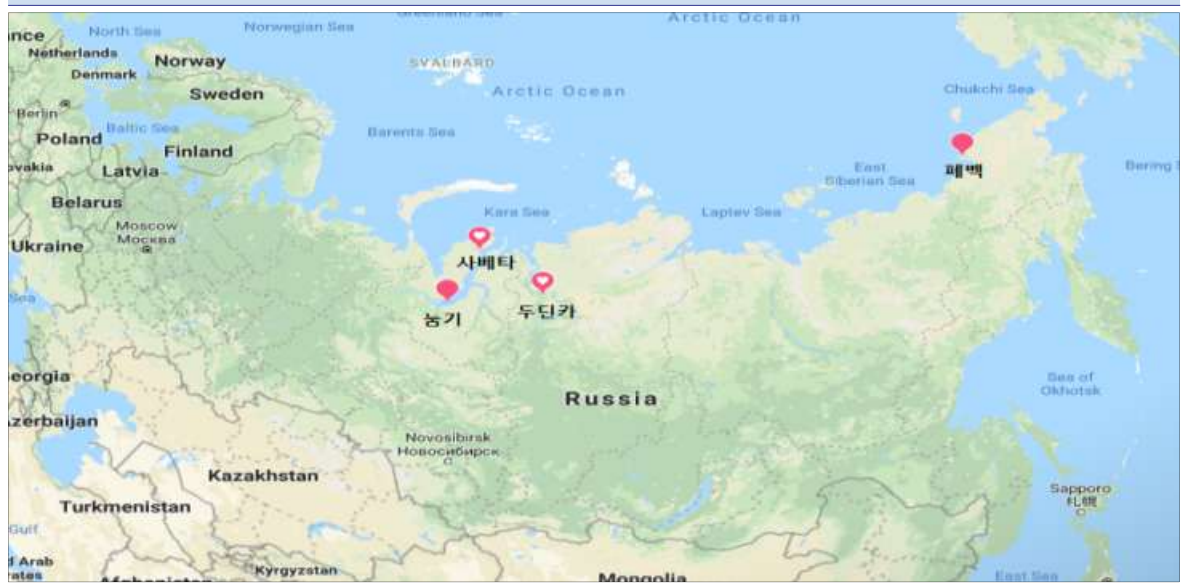 Arctic Ocean
North Sea
Norwegian Sea
Netherlands
Norway
SVALBARD
Denmark
Chukchi Sea
Sweden
Arctic Ocean
Berlin
Baltic Sea
Barents Sea
Poland
Finland
페벡
East
Siberian Sea
Bering
Latvia
Belarus
Kara Sea
Laptev Sea
Moscow
Москва
Ukraine
사베타
눔기
두딘카
Russia
Sea of
Okhotsk
Novosibirsk
Новосибирск
Kazakhstan
Sapporo
札幌
Turkmenistan
Gulf
Kyrgyzstan
Mongolia
East Sea